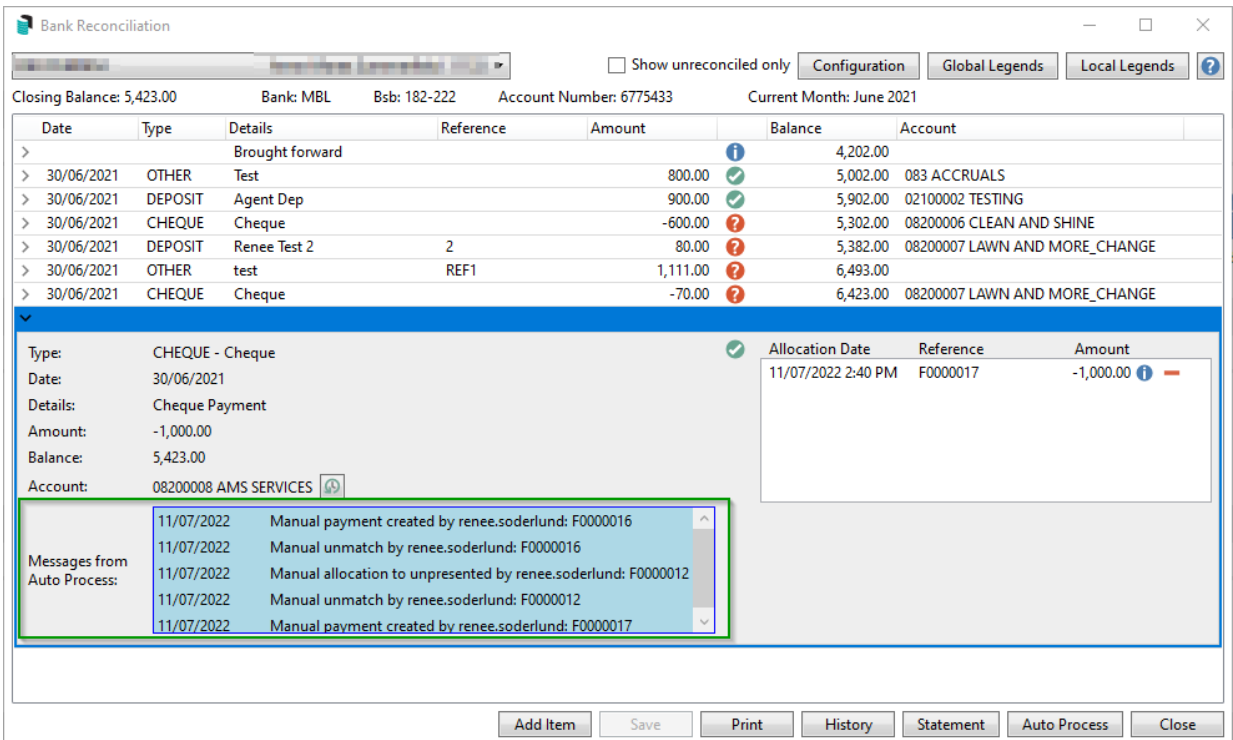 Bank Reconciliation
Show unreconciled only Configuration Global Legends Local Legends ?
Closing Balance: 5,423.00 Bank: MBL Bsb: 182-222 Account Number: 6775433 Current Month: June 2021
Date Type Details Reference Amount Balance Account
Brought forward 4,202.00
30/06/2021 OTHER Test 800.00 5,002.00 083 ACCRUALS
30/06/2021 DEPOSIT Agent Dep 900.00 5,902.00 02100002 TESTING
30/06/2021 CHEQUE Cheque -600.00 ? 5,302.00 08200006 CLEAN AND SHINE
30/06/2021 DEPOSIT Renee Test 2 2 80.00 ? 5,382.00 08200007 LAWN AND MORE_CHANGE
30/06/2021 OTHER test REF1 1,111.00 ? 6,493.00
30/06/2021 CHEQUE Cheque -70.00 ? 6,423.00 08200007 LAWN AND MORE_CHANGE
Type: CHEQUE - Cheque
Date: 30/06/2021
Details: Cheque Payment
Amount: -1,000.00
Balance: 5,423.00
Account: 08200008 AMS SERVICES
Allocation Date Reference Amount
11/07/2022 2:40 PM F0000017 -1,000.00
Messages from
Auto Process:
11/07/2022 Manual payment created by renee.soderlund: F0000016
11/07/2022 Manual unmatch by renee.soderlund: F0000016
11/07/2022 Manual allocation to unpresented by renee.soderlund: F0000012
11/07/2022 Manual unmatch by renee.soderlund: F0000012
11/07/2022 Manual payment created by renee.soderlund: F0000017
Add Item Save Print History Statement Auto Process Close